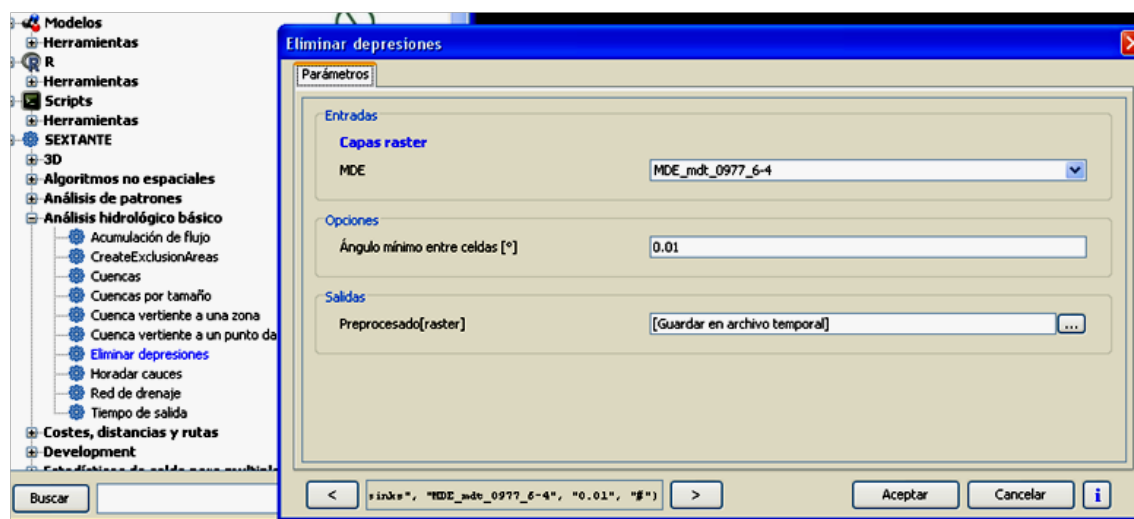 Modelos
Herramientas
R
Herramientas
Scripts
Herramientas
SEXTANTE
3D
Algoritmos no espaciales
Análisis de patrones
Análisis hidrológico básico
Acumulación de flujo
CreateExclusionAreas
Cuencas
Cuencas por tamaño
Cuenca vertiente a una zona
Cuenca vertiente a un punto da
Eliminar depresiones
Horadar cauces
Red de drenaje
Tiempo de salida
Costes, distancias y rutas
Development
Buscar
Eliminar depresiones
Parámetros
Entradas
Capas raster
MDE MDE_mdt_0977_6-4
Opciones
Ángulo mínimo entre celdas [°] 0.01
Salidas
Preprocesado[raster] [Guardar en archivo temporal] ...
< sinks", "MDE_mdt_0977_6-4", "0.01", "#") > Aceptar Cancelar i